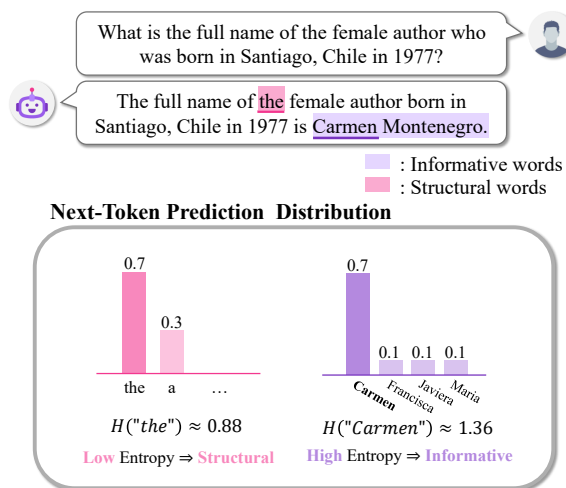 What is the full name of the female author who
was born in Santiago, Chile in 1977?
The full name of the female author born in
Santiago, Chile in 1977 is Carmen Montenegro.
: Informative words
: Structural words
Next-Token Prediction Distribution
0.7
0.3
the
a
...
H("the") ≈ 0.88
Low Entropy ⇒ Structural
0.7
0.1
0.1
0.1
Carmen
Francisca
Javiera
Maria
H("Carmen") ≈ 1.36
High Entropy ⇒ Informative